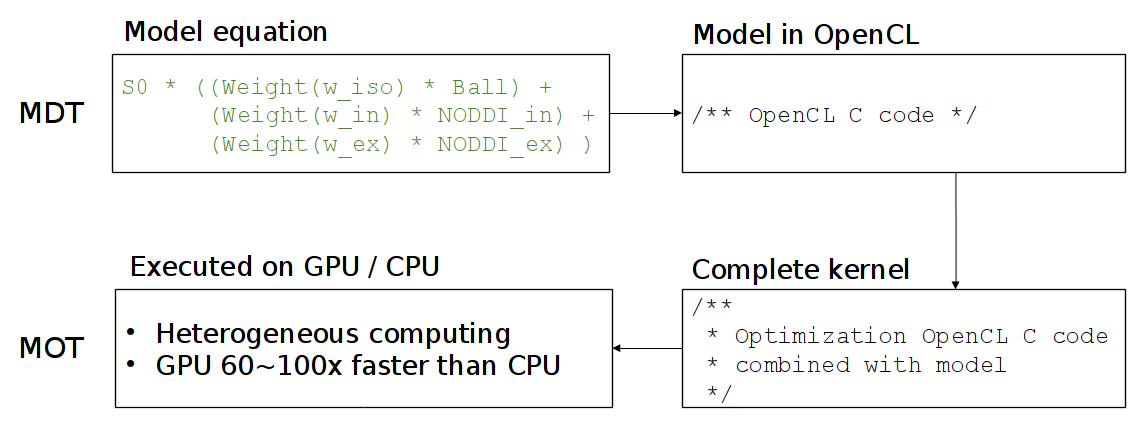 Model equation
Model in OpenCL
MDT
S0 * ((Weight(w_iso) * Ball) +
(Weight(w_in) * NODDI_in) +
(Weight(w_ex) * NODDI_ex) )
/** OpenCL C code */
Executed on GPU / CPU
Complete kernel
MOT
• Heterogeneous computing
• GPU 60~100x faster than CPU
/**
* Optimization OpenCL C code
* combined with model
*/